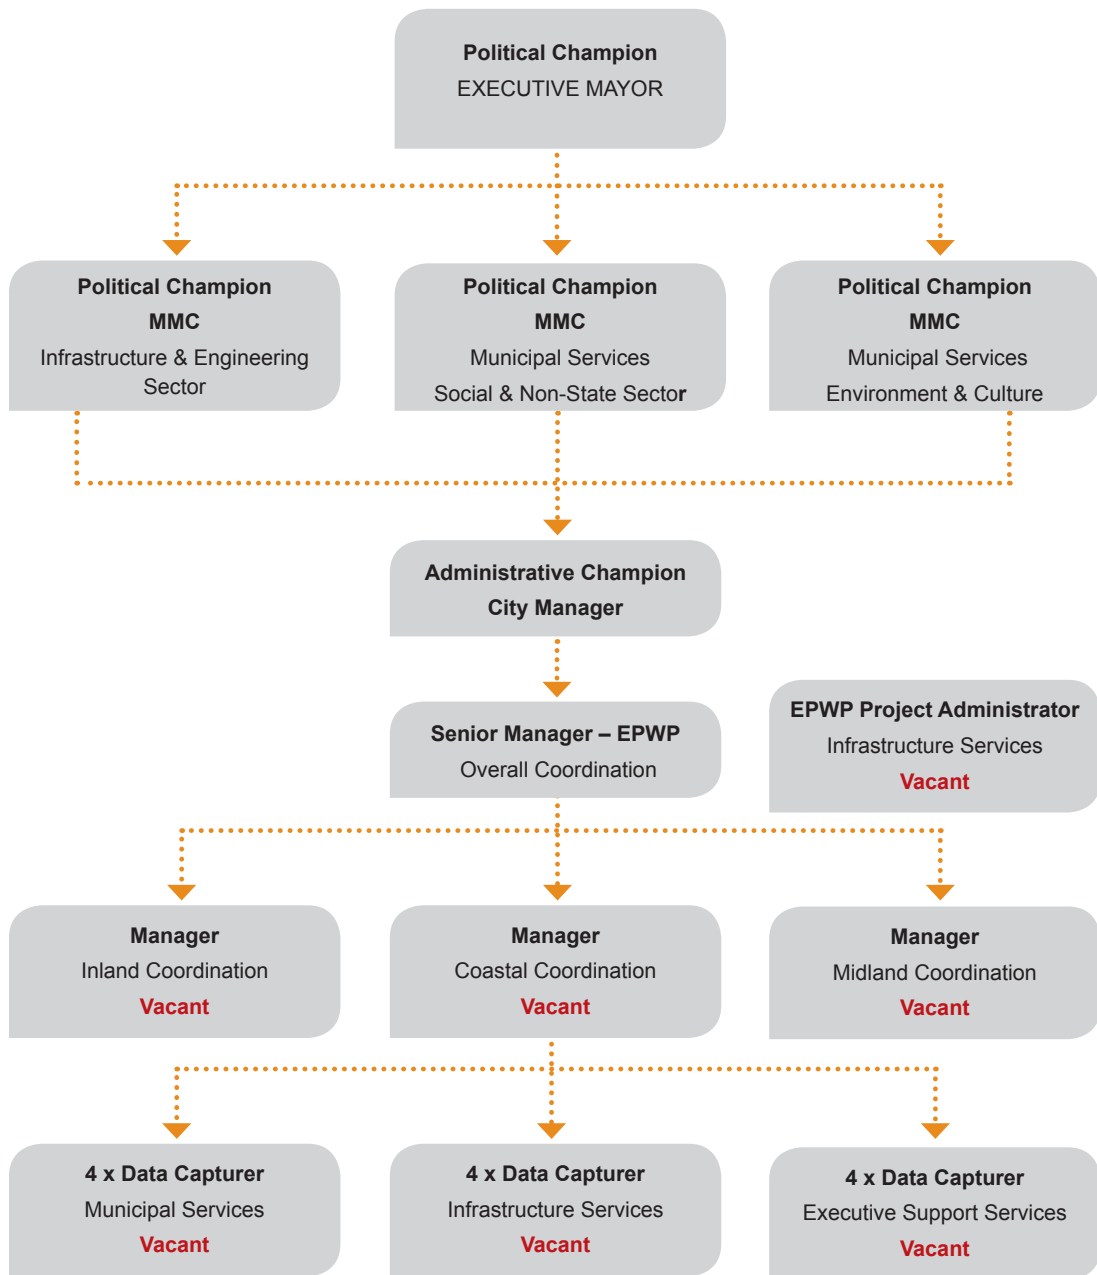 Political Champion
EXECUTIVE MAYOR
Political Champion
MMC
Infrastructure & Engineering
Sector
Political Champion
MMC
Municipal Services
Social & Non-State Sector
Political Champion
MMC
Municipal Services
Environment & Culture
Administrative Champion
City Manager
Senior Manager – EPWP
Overall Coordination
EPWP Project Administrator
Infrastructure Services
Vacant
Manager
Inland Coordination
Vacant
Manager
Coastal Coordination
Vacant
Manager
Midland Coordination
Vacant
4 x Data Capturer
Municipal Services
Vacant
4 x Data Capturer
Infrastructure Services
Vacant
4 x Data Capturer
Executive Support Services
Vacant